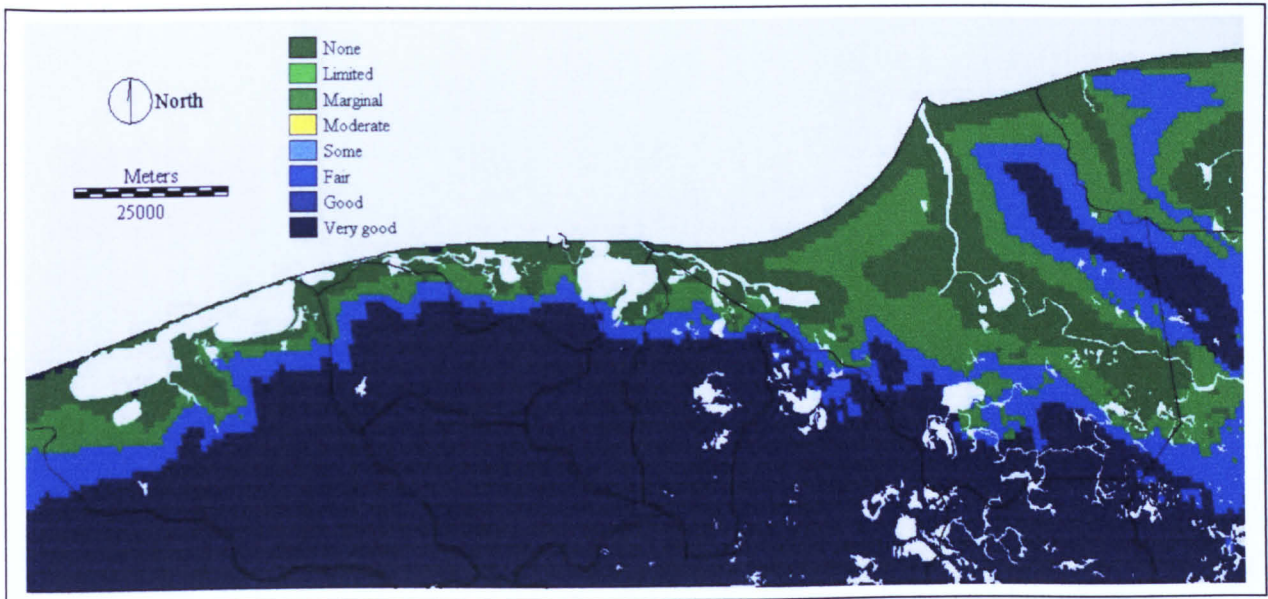 None
Limited
Marginal
Moderate
Some
Fair
Good
Very good
North
Meters
25000